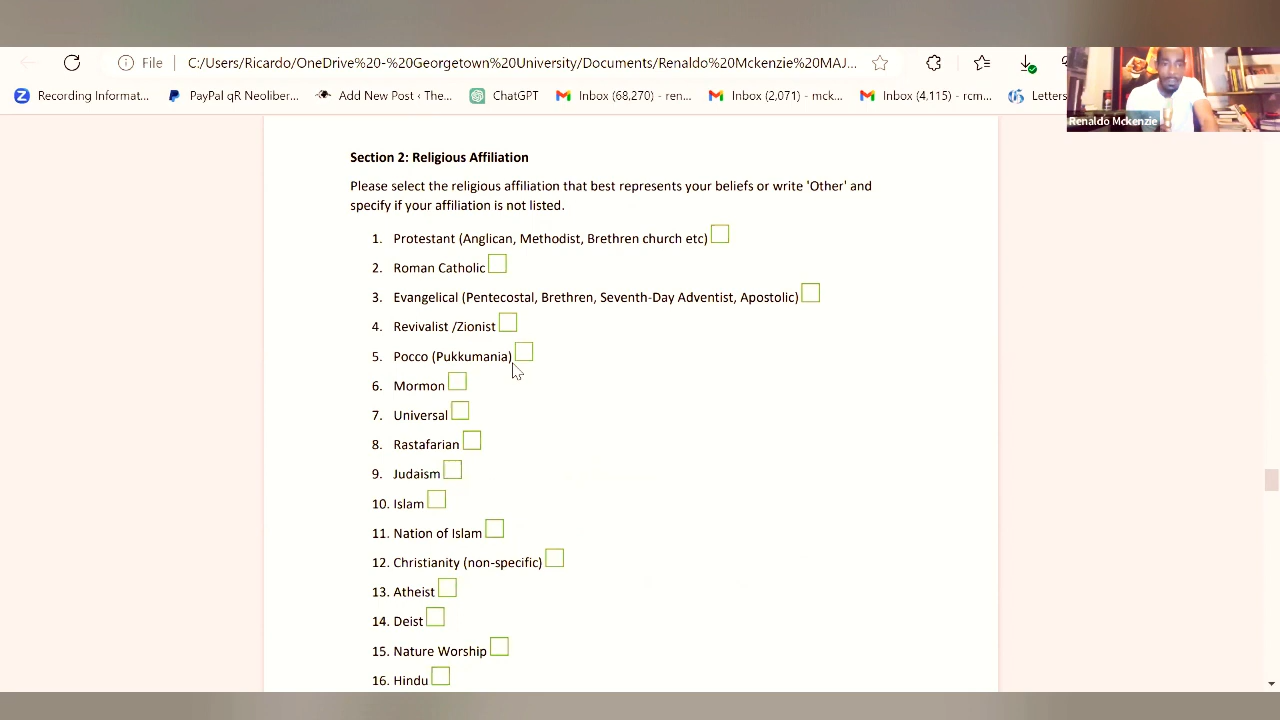 File
C:/Users/Ricardo/OneDrive%20-%20Georgetown%20University/Documents/Renaldo%20Mckenzie%20MAJ...
Recording Informat...
PayPal qR Neoliber...
Add New Post ‹ The...
ChatGPT
Inbox (68,270) - ren...
Inbox (2,071) - mck...
Inbox (4,115) - rcm...
Letters
Renaldo Mckenzie
Section 2: Religious Affiliation
Please select the religious affiliation that best represents your beliefs or write 'Other' and
specify if your affiliation is not listed.
1. Protestant (Anglican, Methodist, Brethren church etc)
2. Roman Catholic
3. Evangelical (Pentecostal, Brethren, Seventh-Day Adventist, Apostolic)
4. Revivalist /Zionist
5. Pocco (Pukkumania)
6. Mormon
7. Universal
8. Rastafarian
9. Judaism
10. Islam
11. Nation of Islam
12. Christianity (non-specific)
13. Atheist
14. Deist
15. Nature Worship
16. Hindu